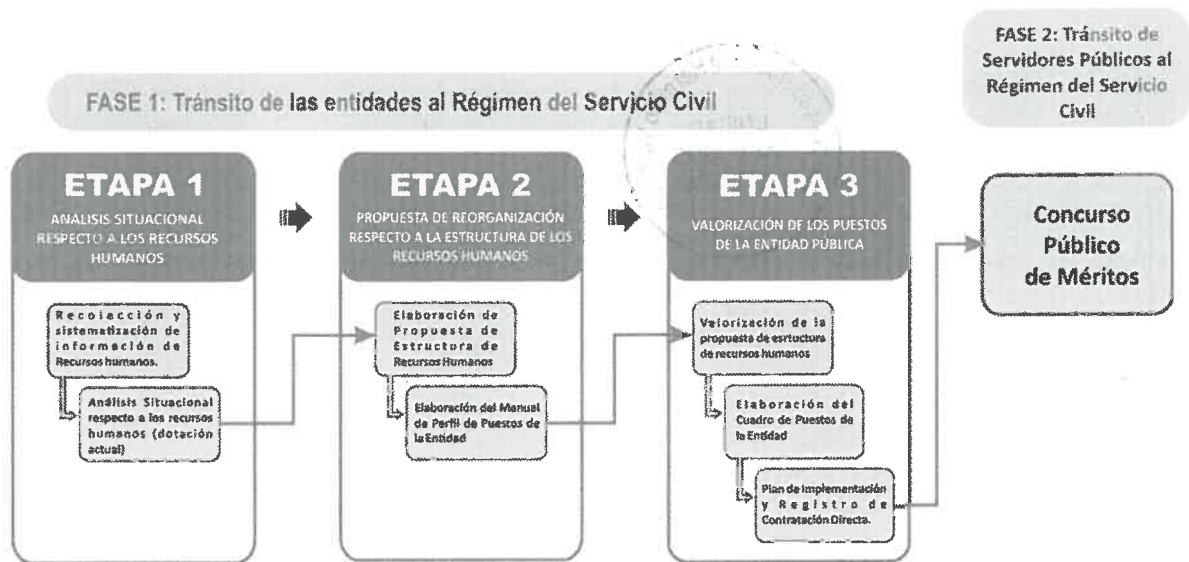 FASE 2: Tránsito de
Servidores Públicos al
Régimen del Servicio
Civil
FASE 1: Tránsito de las entidades al Régimen del Servicio Civil
ETAPA 1
ANALISIS SITUACIONAL
RESPECTO A LOS RECURSOS
HUMANOS
Recolección y
sistematización de
información de
Recursos humanos.
Análisis Situacional
respecto a los recursos
humanos (dotación
actual)
ETAPA 2
PROPUESTA DE REORGANIZACIÓN
RESPECTO A LA ESTRUCTURA DE LOS
RECURSOS HUMANOS
Elaboración de
Propuesta de
Estructura de
Recursos Humanos
Elaboración del Manual
de Perfil de Puestos de
la Entidad
ETAPA 3
VALORIZACIÓN DE LOS PUESTOS
DE LA ENTIDAD PÚBLICA
Valorización de la
propuesta de esrtuctura
de recursos humanos
Elaboración del
Cuadro de Puestos de
la Entidad
Plan de Implementación
y Registro de
Contratación Directa.
Concurso
Público
de Méritos